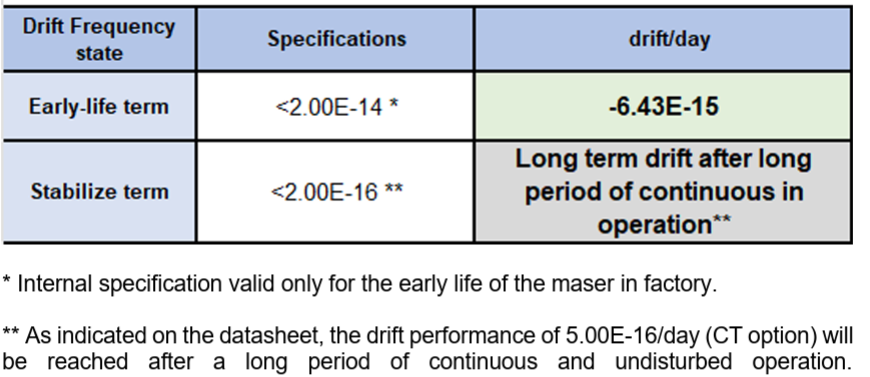 Drift Frequency
state
Specifications
drift/day
Early-life term
<2.00E-14 *
-6.43E-15
Stabilize term
<2.00E-16 **
Long term drift after long
period of continuous in
operation**
* Internal specification valid only for the early life of the maser in factory.
** As indicated on the datasheet, the drift performance of 5.00E-16/day (CT option) will
be reached after a long period of continuous and undisturbed operation.